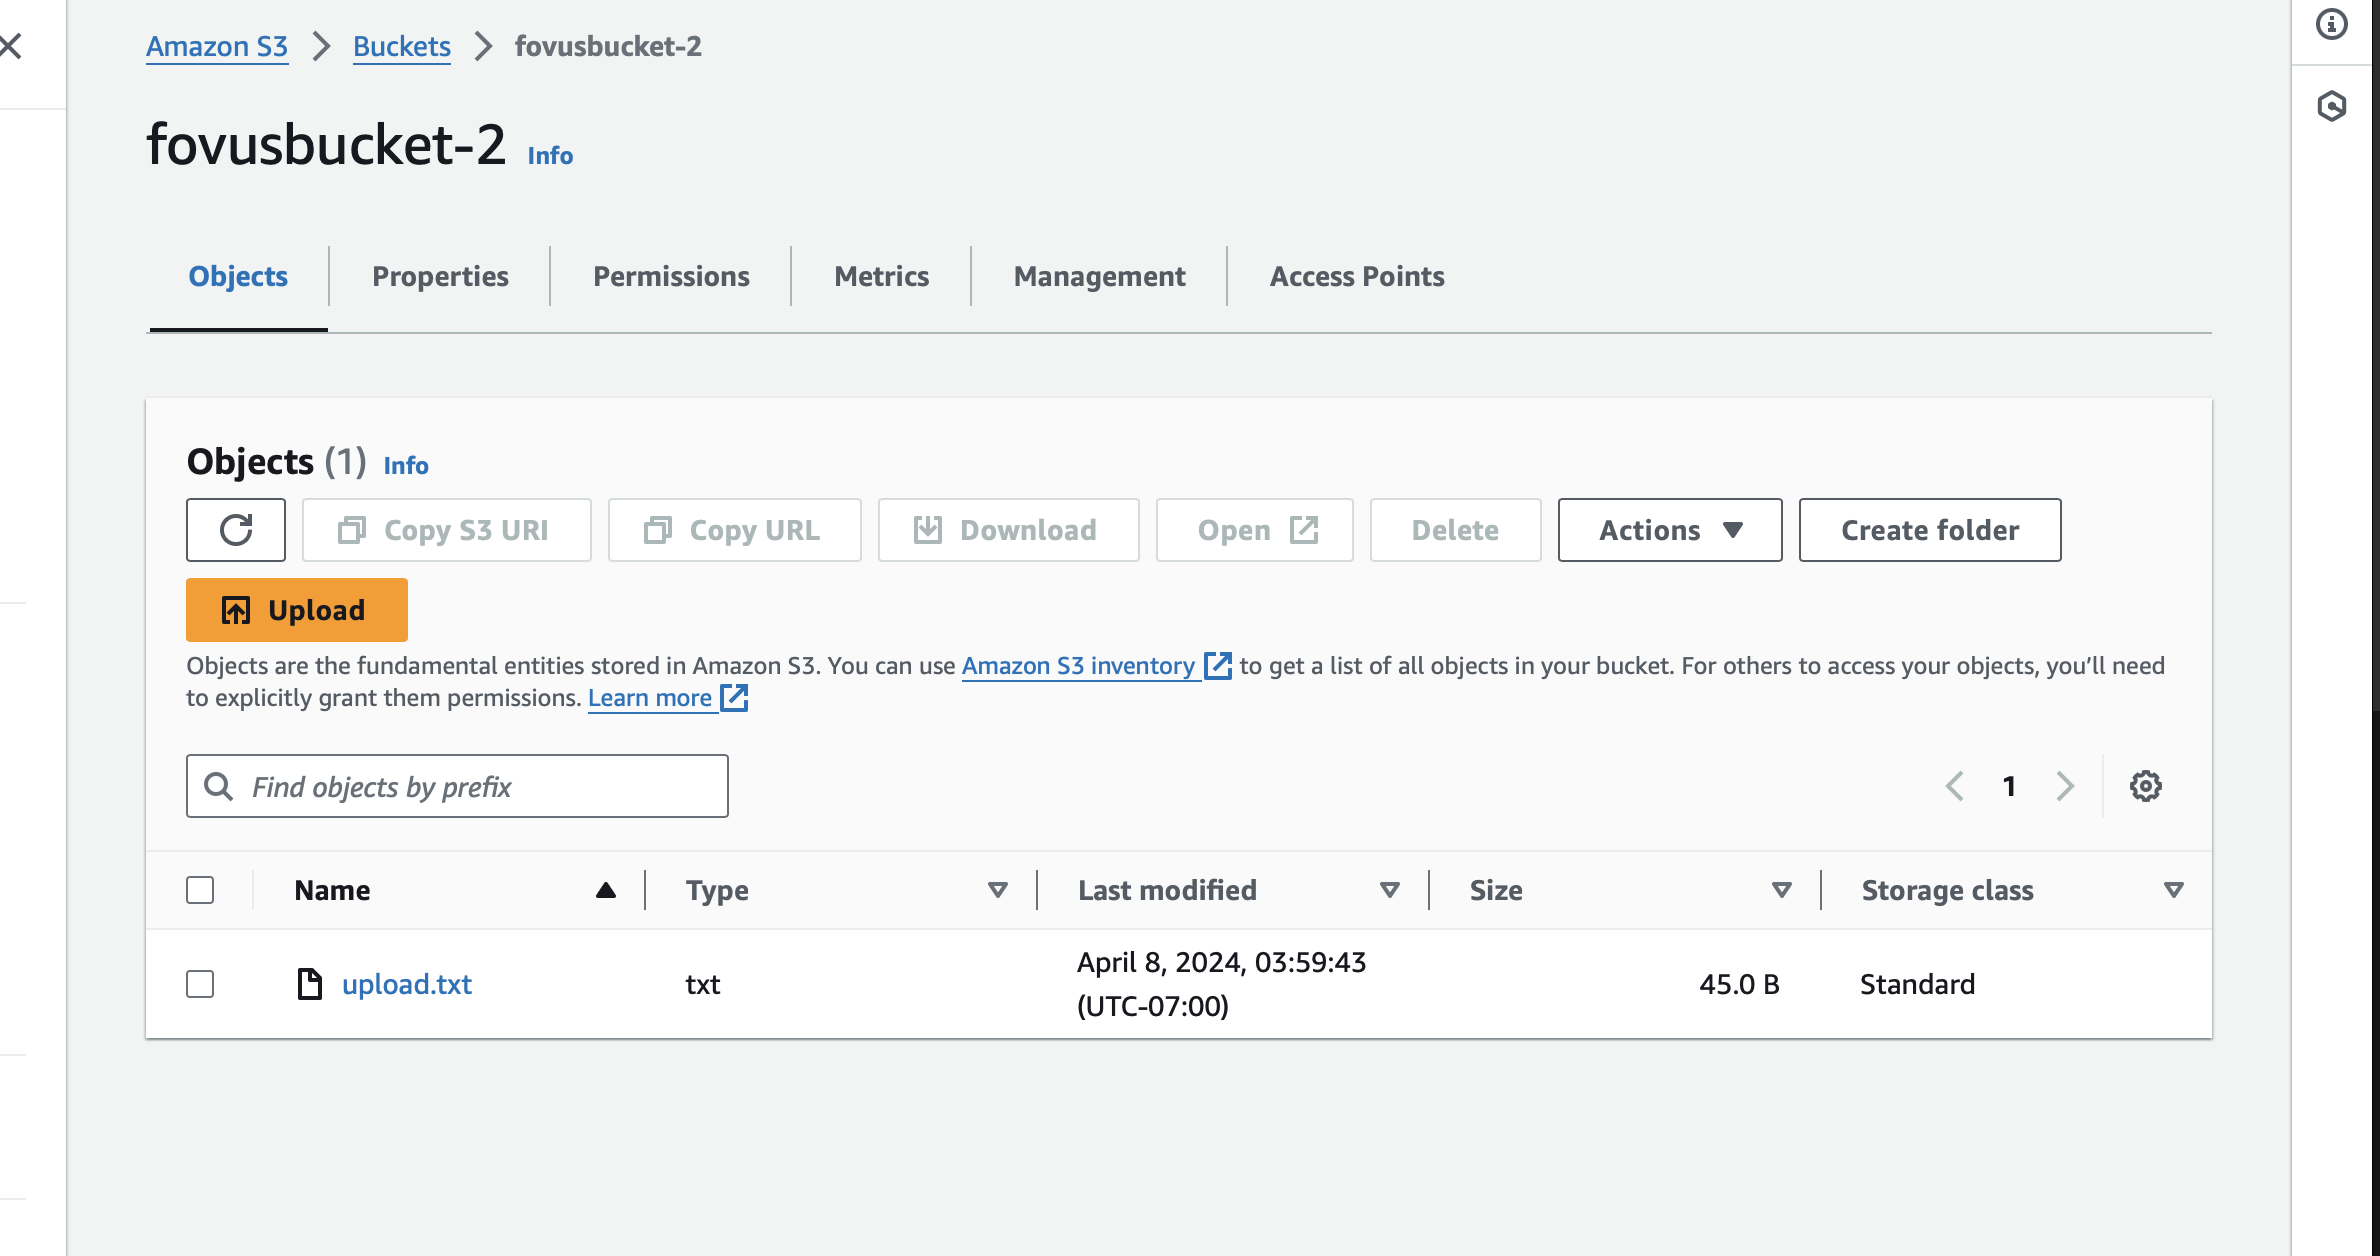 Amazon S3 Buckets fovusbucket-2
fovusbucket-2 Info
Objects Properties Permissions Metrics Management Access Points
Objects (1) Info
Copy S3 URI Copy URL Download Open Delete Actions Create folder
Upload
Objects are the fundamental entities stored in Amazon S3. You can use Amazon S3 inventory to get a list of all objects in your bucket. For others to access your objects, you’ll need
to explicitly grant them permissions. Learn more
Find objects by prefix
1
Name Type Last modified Size Storage class
upload.txt txt April 8, 2024, 03:59:43 (UTC-07:00) 45.0 B Standard